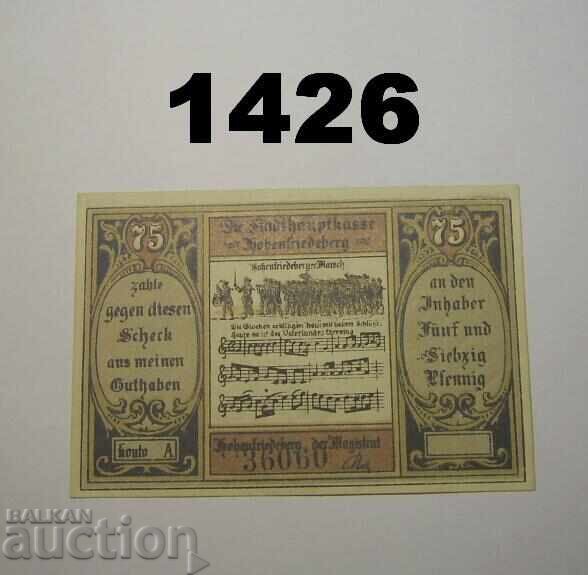 1426
75
zahle
gegen diesen
Scheck
aus meinen
Guthaben
Konto A
Die Stadthauptkasse
Hohenfriedeberg
Hohenfriedeberger Marsch
Hohenfriedeberg, der Magistrat
36060
75
an den
Inhaber
Fünf und
Siebzig
Pfennig
BALKAN
auction